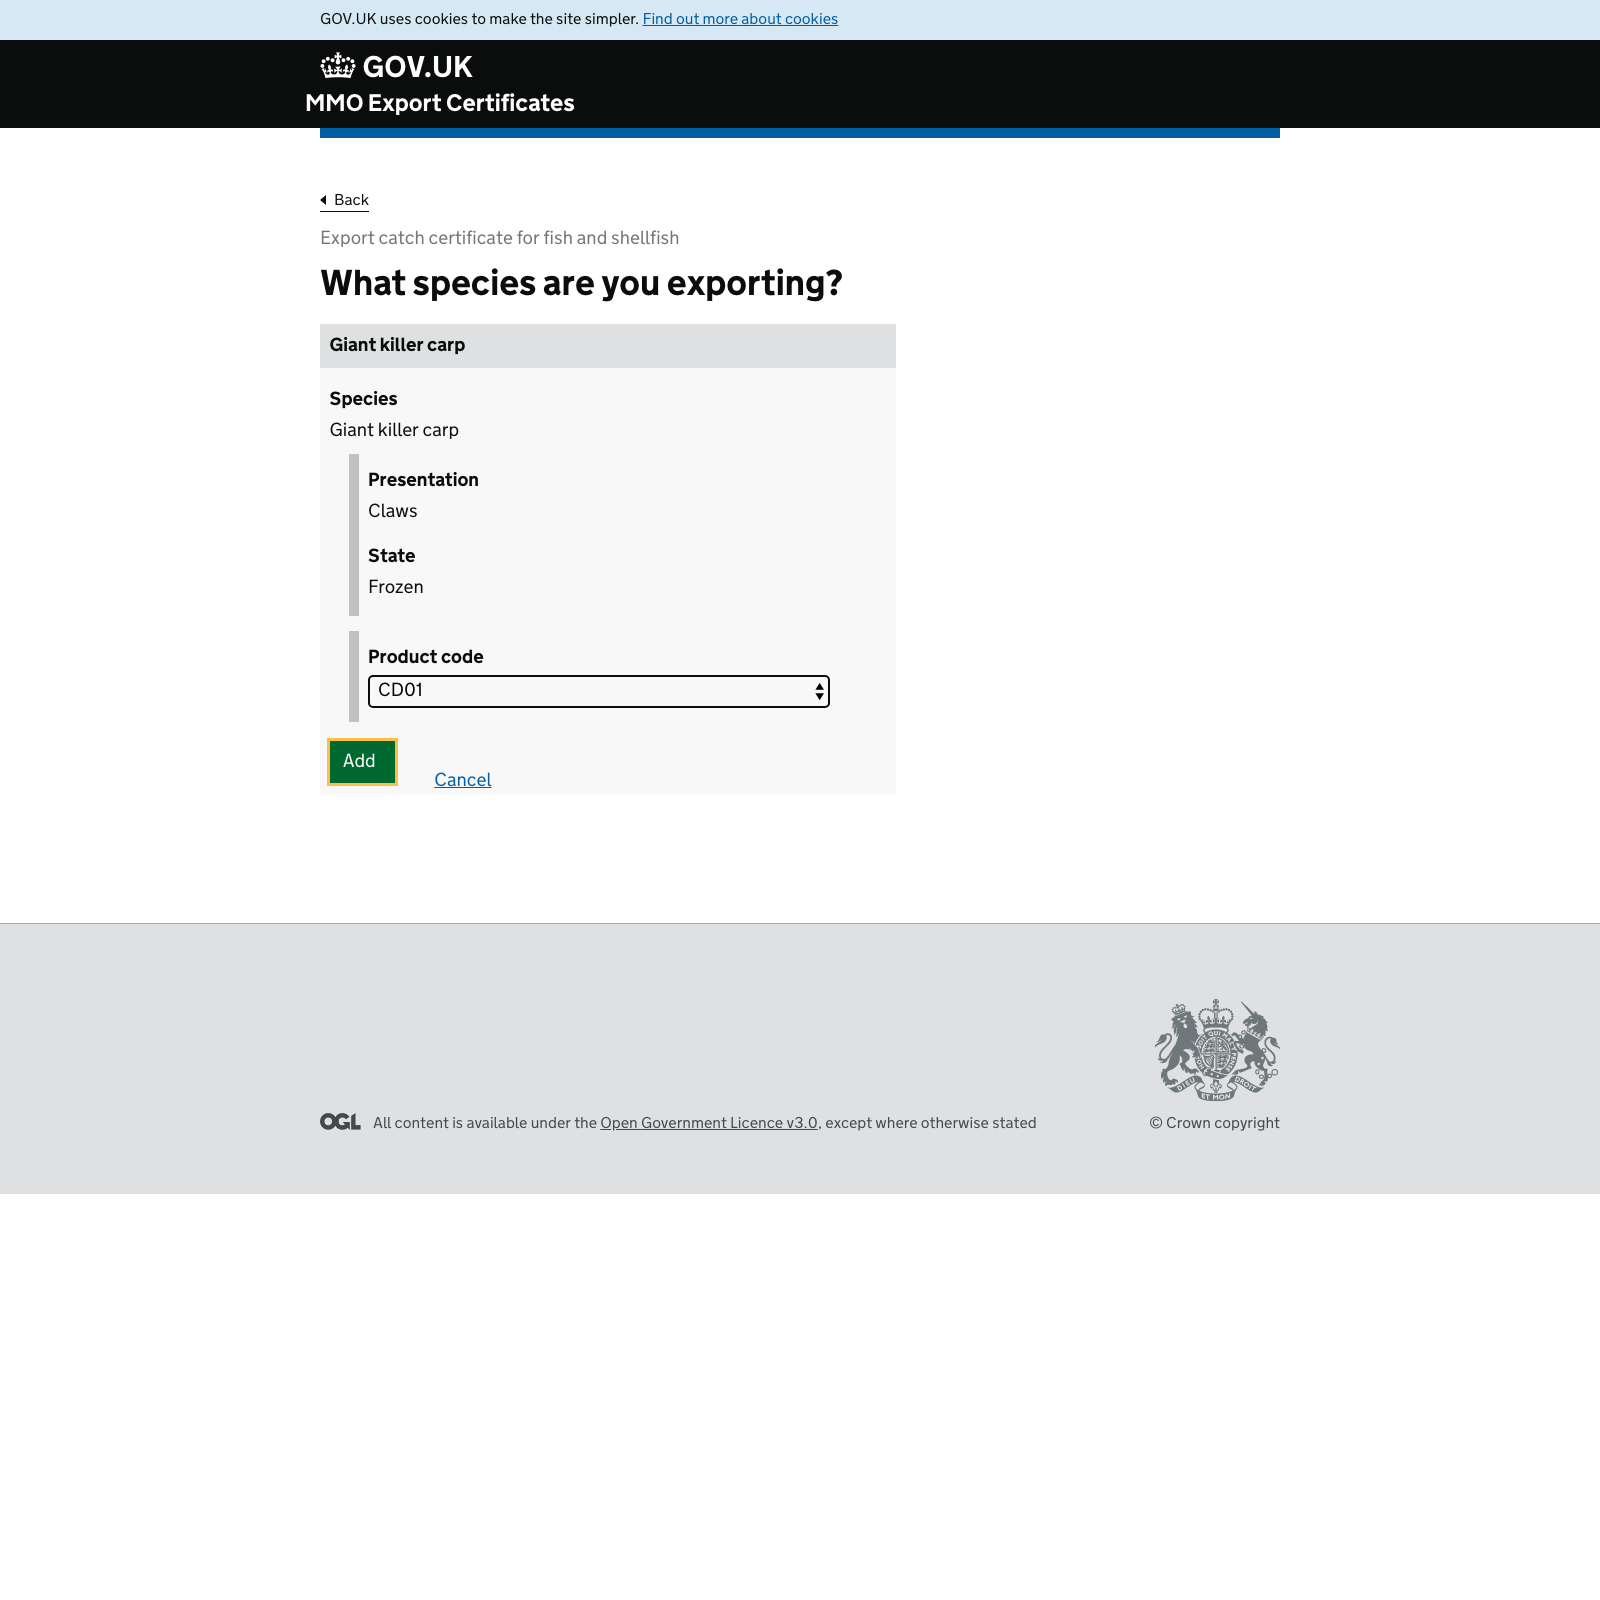 GOV.UK uses cookies to make the site simpler. Find out more about cookies
GOV.UK
MMO Export Certificates
Back
Export catch certificate for fish and shellfish
What species are you exporting?
Giant killer carp
Species
Giant killer carp
Presentation
Claws
State
Frozen
Product code
CD01
Add
Cancel
DIEU ET MON DROIT
OGL All content is available under the Open Government Licence v3.0, except where otherwise stated
© Crown copyright